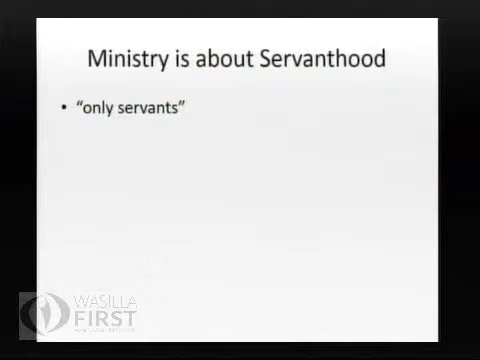 Ministry is about Servanthood
• “only servants”
WASILLA
FIRST